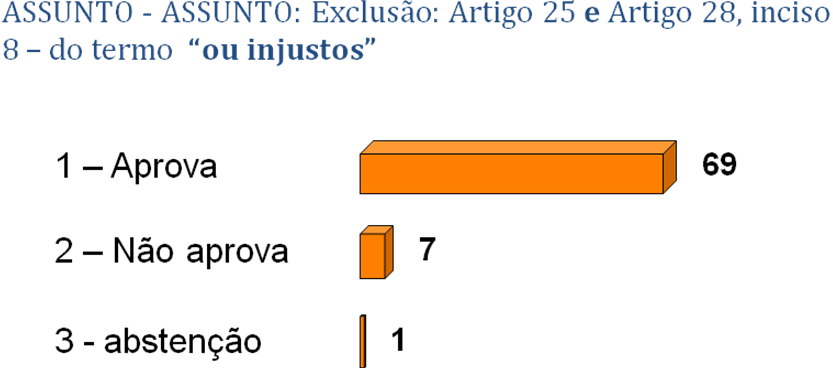 ASSUNTO - ASSUNTO: Exclusão: Artigo 25 e Artigo 28, inciso
8 – do termo “ou injustos”
1 – Aprova 69
2 – Não aprova 7
3 - abstenção 1